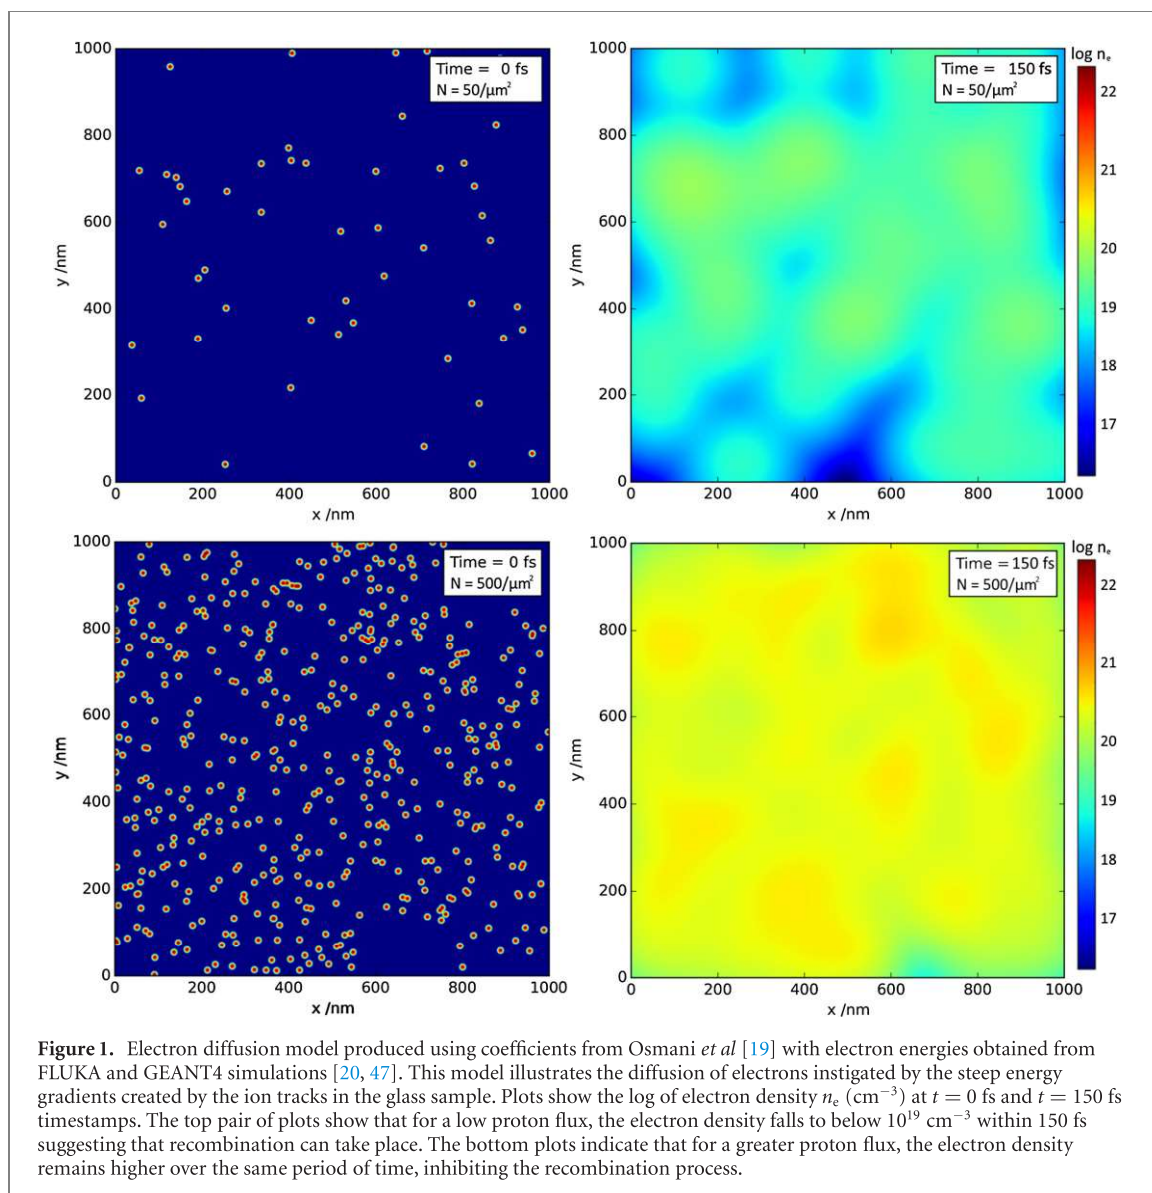 1000
800
600
400
200
0
y /nm
Time = 0 fs
N = 50/μm²
0 200 400 600 800 1000
x /nm
1000
800
600
400
200
0
y /nm
Time = 150 fs
N = 50/μm²
0 200 400 600 800 1000
x /nm
log nₑ
22
21
20
19
18
17
1000
800
600
400
200
0
y /nm
Time = 0 fs
N = 500/μm²
0 200 400 600 800 1000
x /nm
1000
800
600
400
200
0
y /nm
Time = 150 fs
N = 500/μm²
0 200 400 600 800 1000
x /nm
log nₑ
22
21
20
19
18
17
Figure 1. Electron diffusion model produced using coefficients from Osmani et al [19] with electron energies obtained from
FLUKA and GEANT4 simulations [20, 47]. This model illustrates the diffusion of electrons instigated by the steep energy
gradients created by the ion tracks in the glass sample. Plots show the log of electron density nₑ (cm⁻³) at t = 0 fs and t = 150 fs
timestamps. The top pair of plots show that for a low proton flux, the electron density falls to below 10¹⁹ cm⁻³ within 150 fs
suggesting that recombination can take place. The bottom plots indicate that for a greater proton flux, the electron density
remains higher over the same period of time, inhibiting the recombination process.